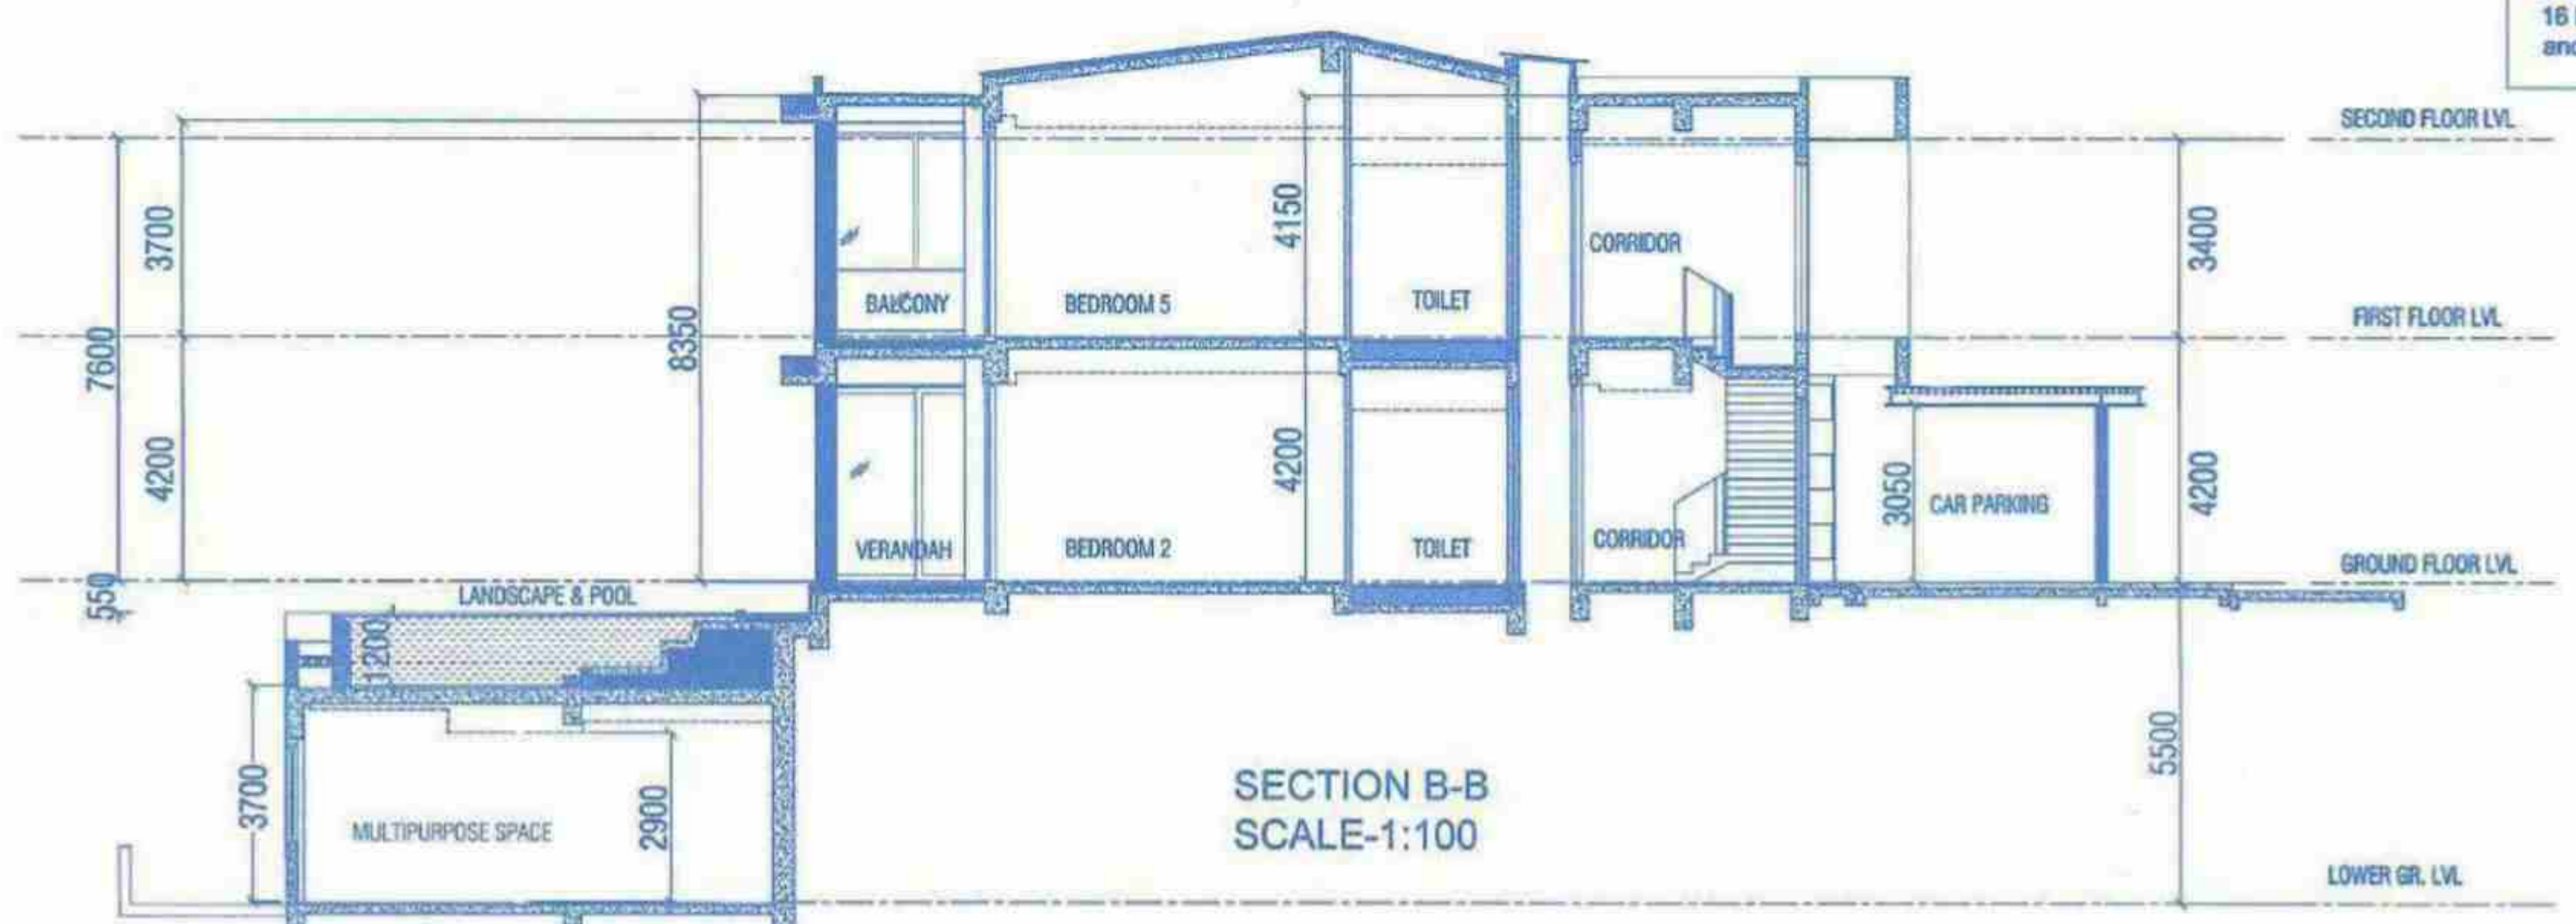 16
and
SECOND FLOOR LVL
3700
4150
3400
CORRIDOR
BALCONY
BEDROOM 5
TOILET
FIRST FLOOR LVL
7600
8350
4200
4200
3050
CAR PARKING
4200
VERANDAH
BEDROOM 2
TOILET
CORRIDOR
GROUND FLOOR LVL
550
LANDSCAPE & POOL
1200
5500
3700
MULTIPURPOSE SPACE
2900
SECTION B-B
SCALE-1:100
LOWER GR. LVL